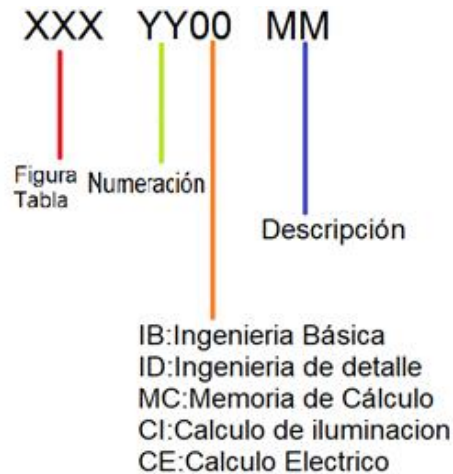 XXX YY00 MM
Figura
Tabla
Numeración
Descripción
IB:Ingenieria Básica
ID:Ingenieria de detalle
MC:Memoria de Cálculo
CI:Calculo de iluminacion
CE:Calculo Electrico